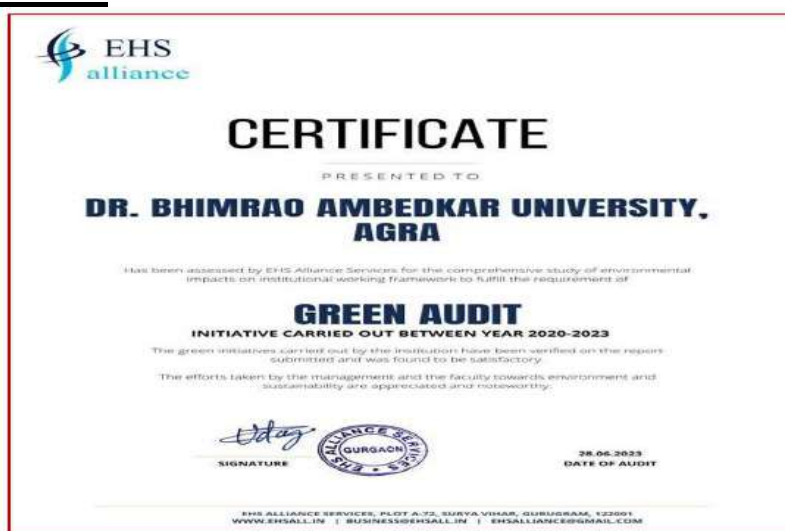 EHS
alliance
CERTIFICATE
PRESENTED TO
DR. BHIMRAO AMBEDKAR UNIVERSITY,
AGRA
Has been assessed by EHS Alliance Services for the comprehensive study of environmental
impacts on institutional working framework to fulfill the requirement of
GREEN AUDIT
INITIATIVE CARRIED OUT BETWEEN YEAR 2020-2023
The green initiatives carried out by the institution have been verified on the report
submitted and was found to be satisfactory
The efforts taken by the management and the faculty towards environment and
sustainability are appreciated and noteworthy.
Uday
EHS ALLIANCE SERVICES
GURGAON
SIGNATURE
28.06.2023
DATE OF AUDIT
EHS ALLIANCE SERVICES, PLOT A-72, SURYA VIHAR, GURUGRAM, 122001
WWW.EHSALL.IN | BUSINESS@EHSALL.IN | EHSALLIANCE@GMAIL.COM